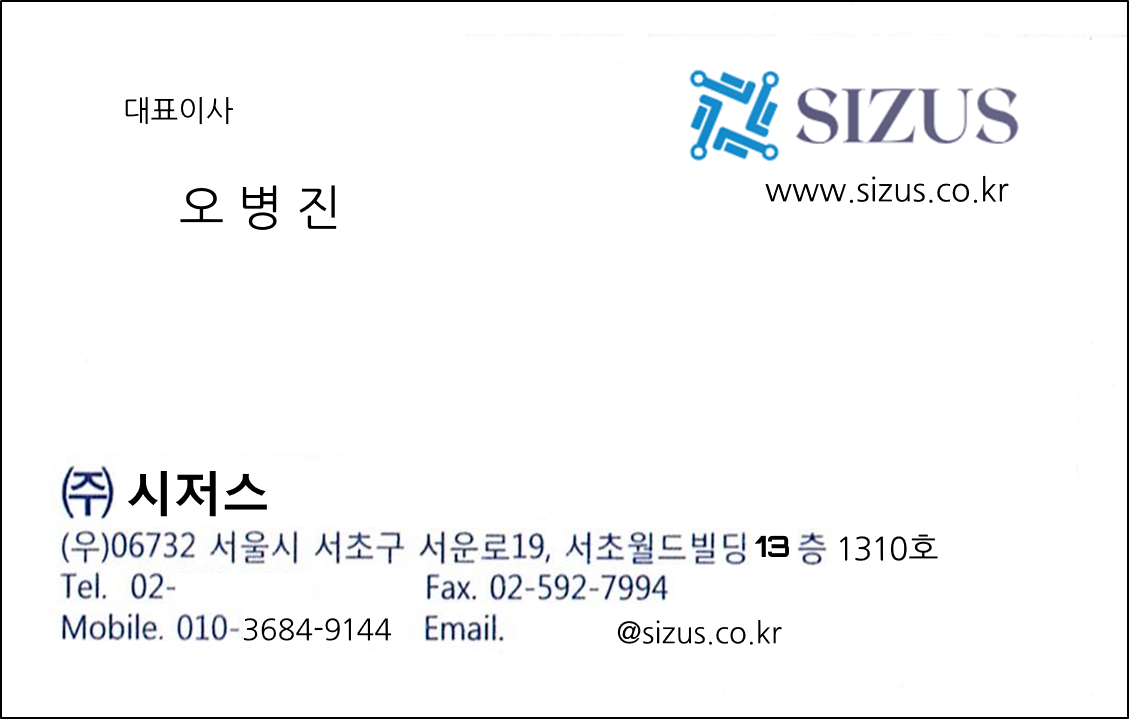 대표이사
SIZUS
www.sizus.co.kr
오 병 진
㈜ 시저스
(우)06732 서울시 서초구 서운로19, 서초월드빌딩 13 층 1310호
Tel. 02- Fax. 02-592-7994
Mobile. 010-3684-9144 Email. @sizus.co.kr